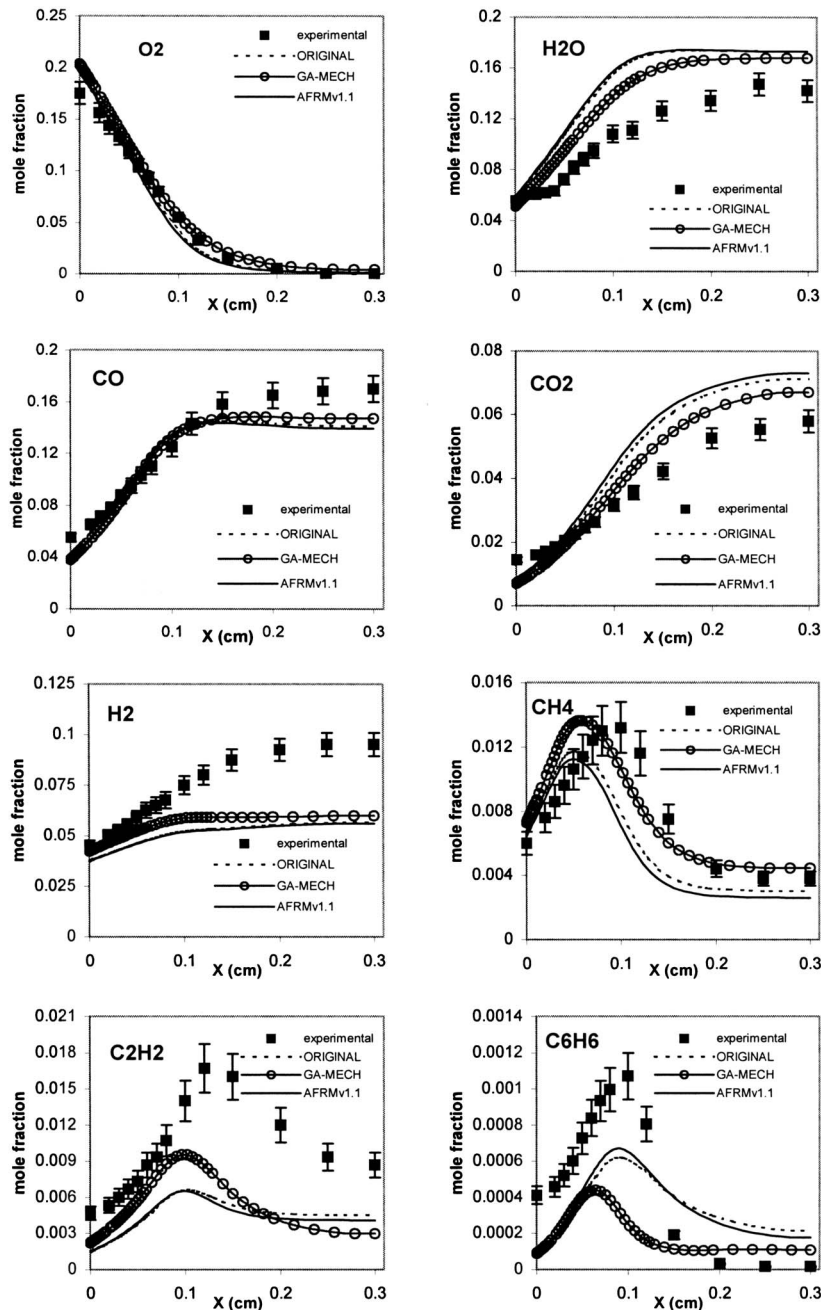 O2
experimental
ORIGINAL
GA-MECH
AFRMv1.1
mole fraction
0.25
0.2
0.15
0.1
0.05
0
0 0.1 0.2 0.3
X (cm)
H2O
experimental
ORIGINAL
GA-MECH
AFRMv1.1
mole fraction
0.2
0.16
0.12
0.08
0.04
0
0 0.1 0.2 0.3
X (cm)
CO
experimental
ORIGINAL
GA-MECH
AFRMv1.1
mole fraction
0.2
0.16
0.12
0.08
0.04
0
0 0.1 0.2 0.3
X (cm)
CO2
experimental
ORIGINAL
GA-MECH
AFRMv1.1
mole fraction
0.08
0.06
0.04
0.02
0
0 0.1 0.2 0.3
X (cm)
H2
experimental
ORIGINAL
GA-MECH
AFRMv1.1
mole fraction
0.125
0.1
0.075
0.05
0.025
0
0 0.1 0.2 0.3
X (cm)
CH4
experimental
ORIGINAL
GA-MECH
AFRMv1.1
mole fraction
0.016
0.012
0.008
0.004
0
0 0.1 0.2 0.3
X (cm)
C2H2
experimental
ORIGINAL
GA-MECH
AFRMv1.1
mole fraction
0.021
0.018
0.015
0.012
0.009
0.006
0.003
0
0 0.1 0.2 0.3
X (cm)
C6H6
experimental
ORIGINAL
GA-MECH
AFRMv1.1
mole fraction
0.0014
0.0012
0.001
0.0008
0.0006
0.0004
0.0002
0
0 0.1 0.2 0.3
X (cm)